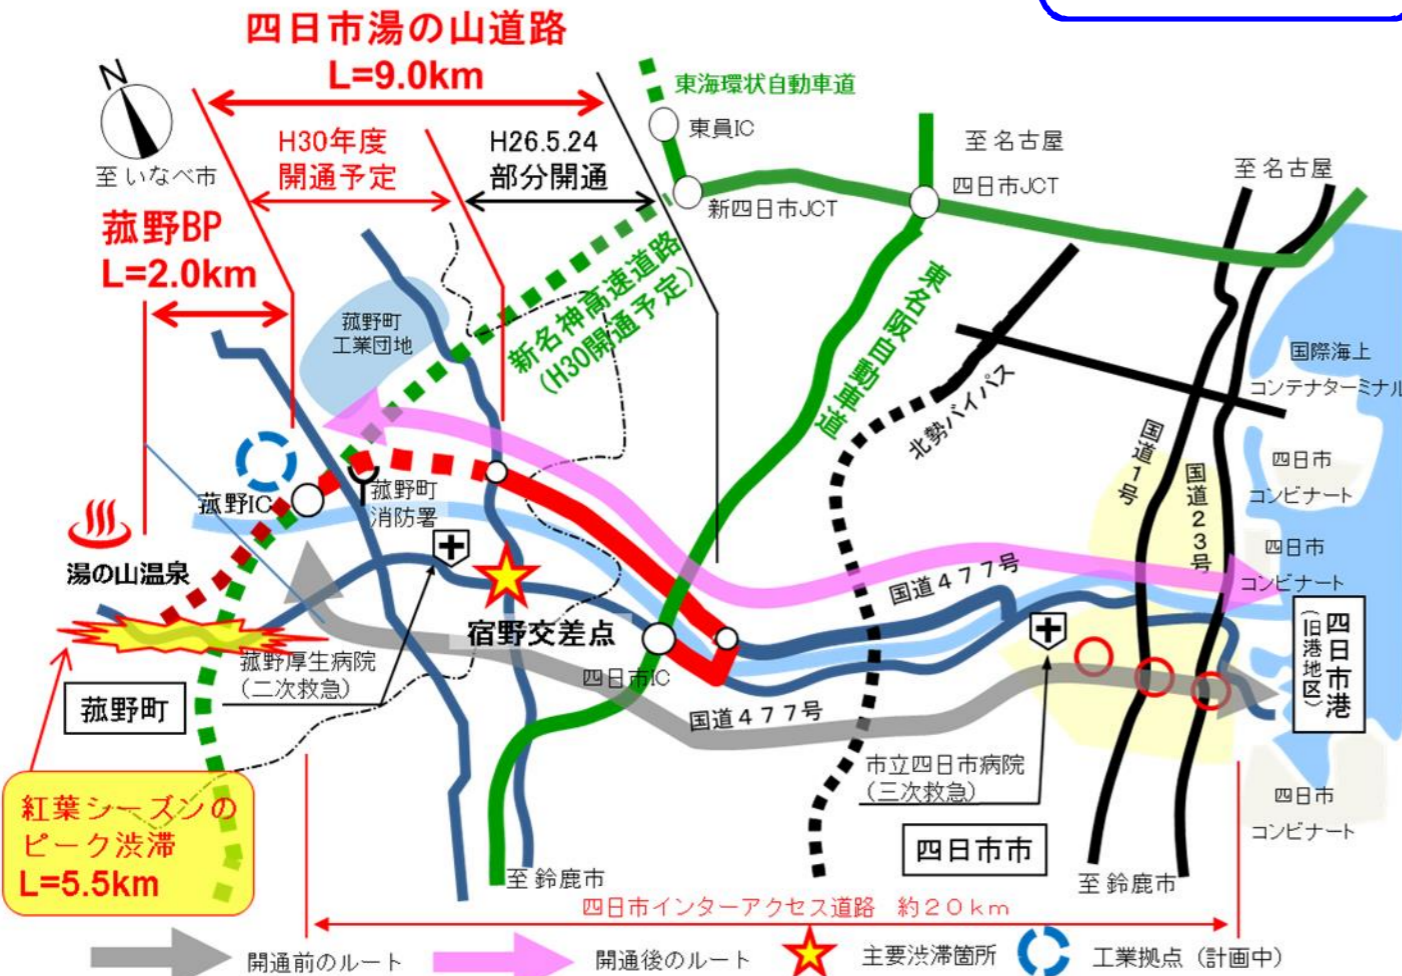 四日市湯の山道路
L=9.0km
N
至いなべ市
H30年度
開通予定
H26.5.24
部分開通
東海環状自動車道
東員IC
新四日市JCT
至名古屋
四日市JCT
至名古屋
菰野BP
L=2.0km
菰野町
工業団地
新名神高速道路
(H30開通予定)
東名阪自動車道
北勢バイパス
国道1号
国道23号
国際海上
コンテナターミナル
四日市
コンビナート
四日市
コンビナート
菰野IC
菰野町
消防署
湯の山温泉
宿野交差点
国道477号
四日市IC
菰野厚生病院
(二次救急)
菰野町
国道477号
四日市港
(旧港地区)
市立四日市病院
(三次救急)
四日市市
四日市
コンビナート
紅葉シーズンの
ピーク渋滞
L=5.5km
至鈴鹿市
至鈴鹿市
四日市インターアクセス道路 約20km
開通前のルート
開通後のルート
主要渋滞箇所
工業拠点(計画中)